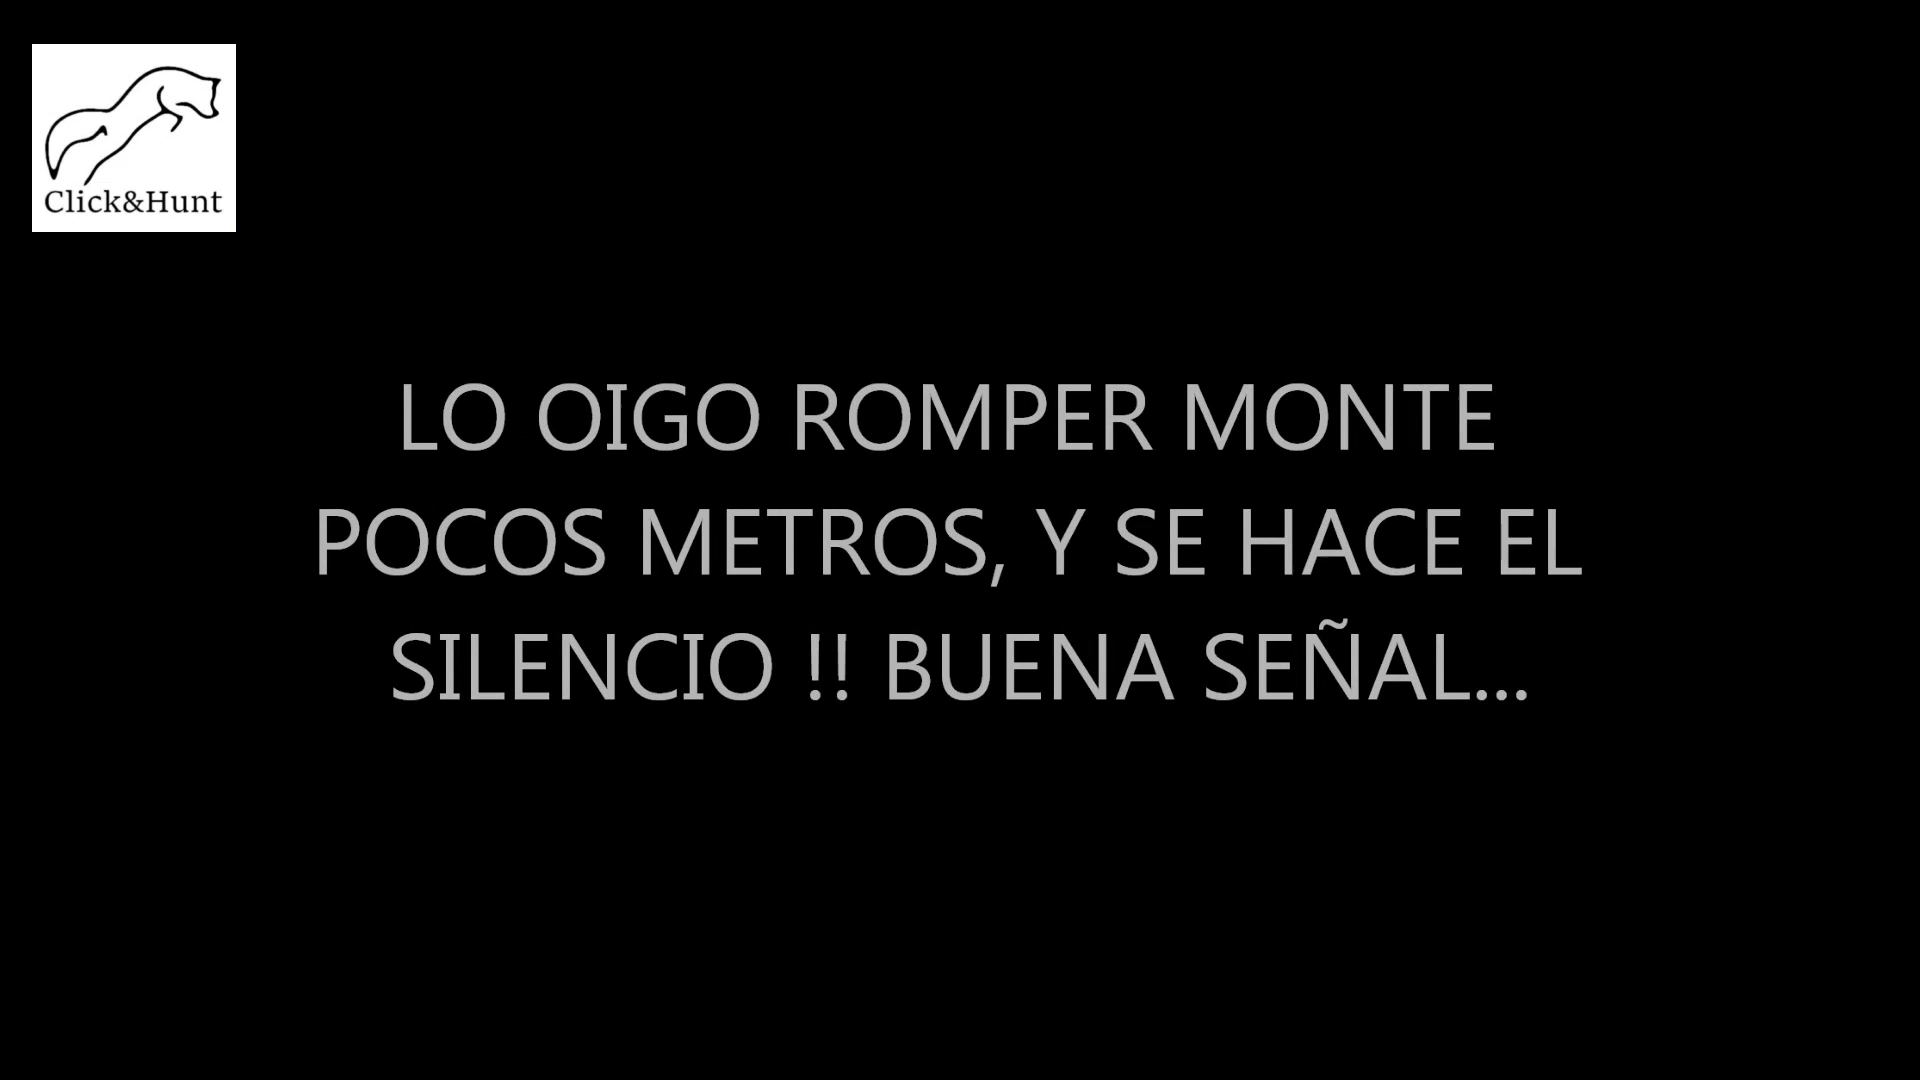 Click&Hunt
LO OIGO ROMPER MONTE
POCOS METROS, Y SE HACE EL
SILENCIO !! BUENA SEÑAL...